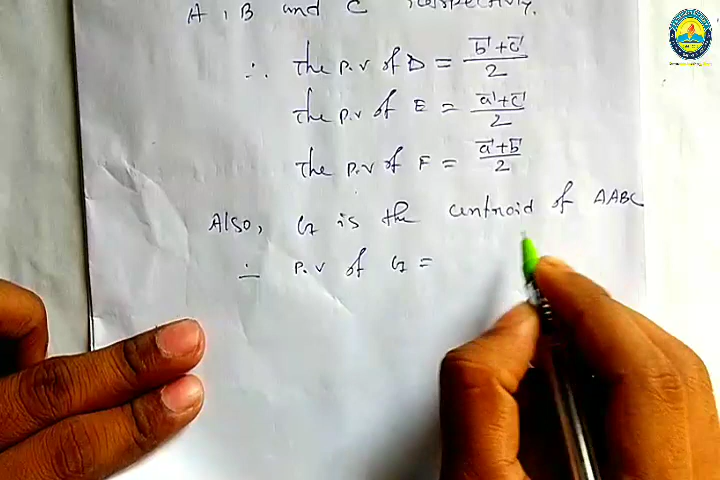 A, B and C respectively.
∴ the p.v of D = (b⃗ + c⃗)/2
the p.v of E = (a⃗ + c⃗)/2
the p.v of F = (a⃗ + b⃗)/2
Also, G is the centroid of ΔABC
∴ p.v of G =